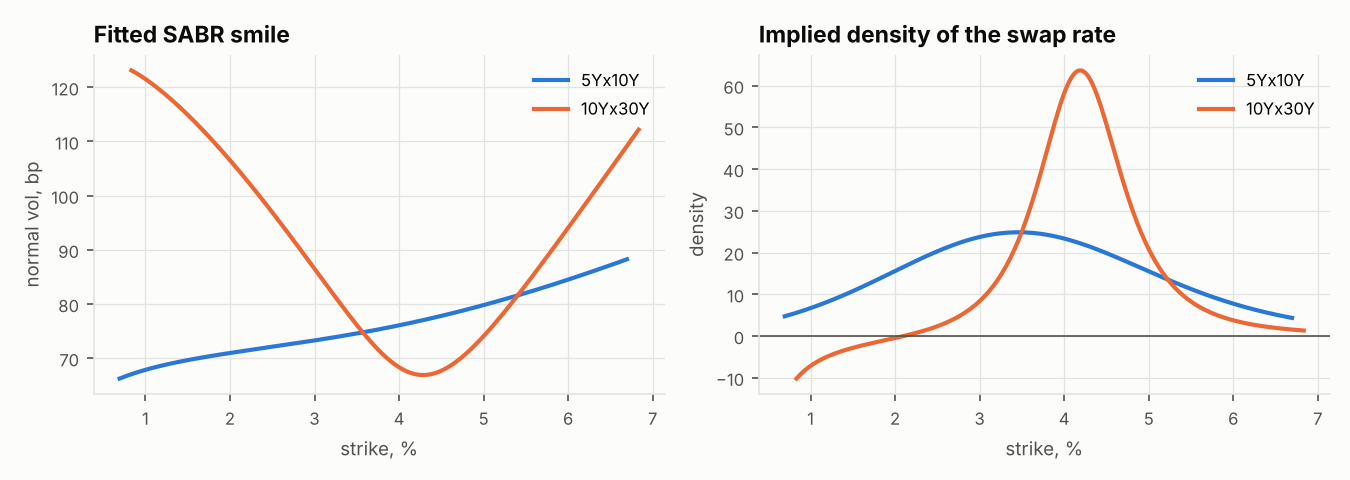 Fitted SABR smile
normal vol, bp
120
110
100
90
80
70
5Yx10Y
10Yx30Y
1 2 3 4 5 6 7
strike, %
Implied density of the swap rate
density
60
50
40
30
20
10
0
−10
5Yx10Y
10Yx30Y
1 2 3 4 5 6 7
strike, %